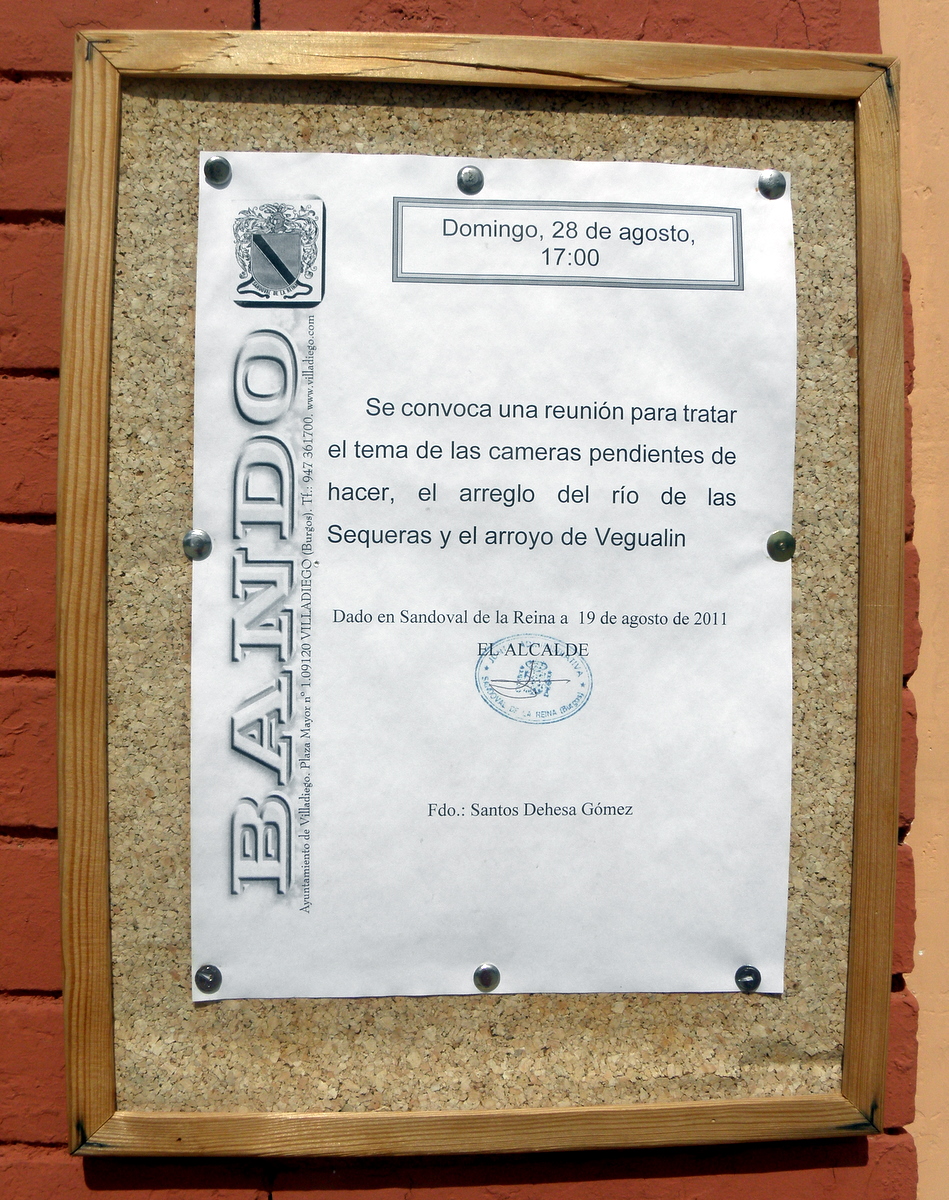 Domingo, 28 de agosto,
17:00
BANDO
Ayuntamiento de Villadiego. Plaza Mayor nº 1.09120 VILLADIEGO (Burgos). Tf.: 947 361700. www.villadiego.com
Se convoca una reunión para tratar
el tema de las cameras pendientes de
hacer, el arreglo del río de las
Sequeras y el arroyo de Vegualin
Dado en Sandoval de la Reina a 19 de agosto de 2011
EL ALCALDE
SANDOVAL DE LA REINA (Burgos)
Fdo.: Santos Dehesa Gómez